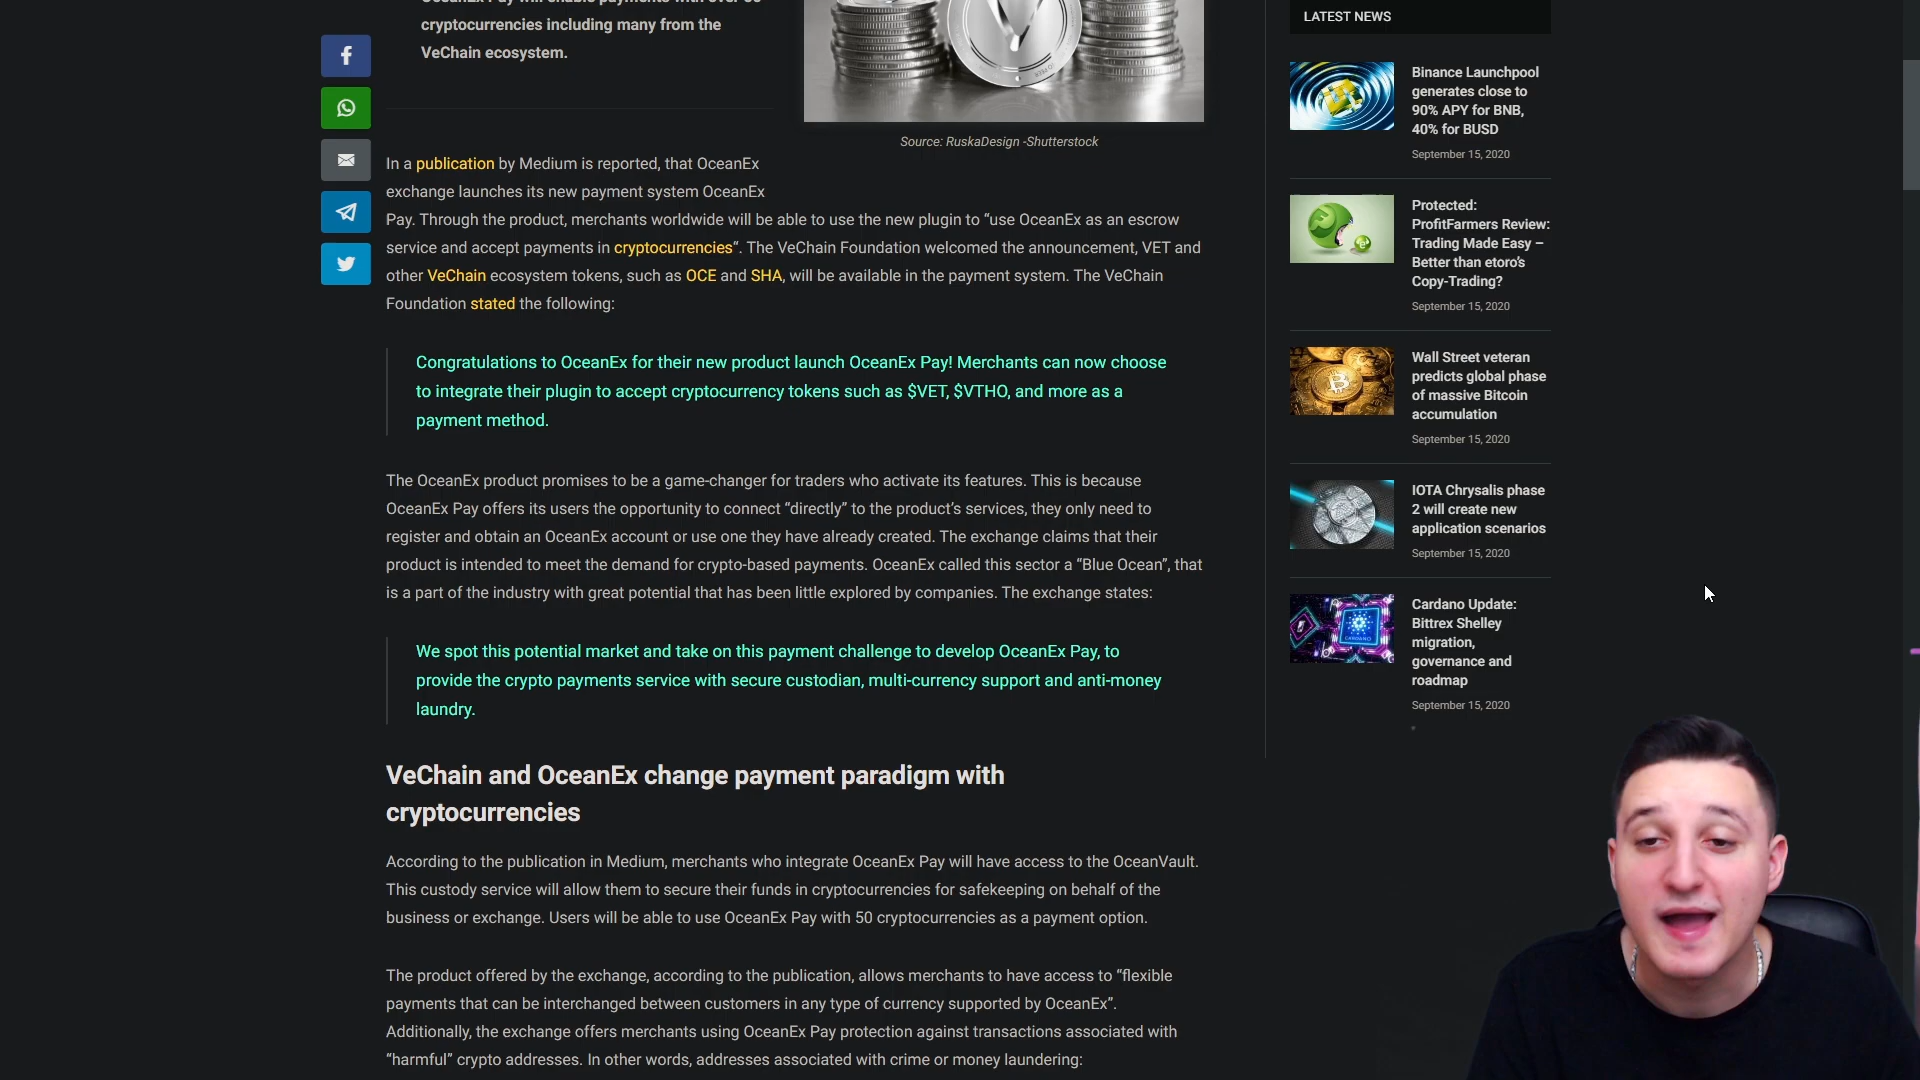 cryptocurrencies including many from the
VeChain ecosystem.
Source: RuskaDesign -Shutterstock
In a publication by Medium is reported, that OceanEx
exchange launches its new payment system OceanEx
Pay. Through the product, merchants worldwide will be able to use the new plugin to “use OceanEx as an escrow
service and accept payments in cryptocurrencies“. The VeChain Foundation welcomed the announcement, VET and
other VeChain ecosystem tokens, such as OCE and SHA, will be available in the payment system. The VeChain
Foundation stated the following:
Congratulations to OceanEx for their new product launch OceanEx Pay! Merchants can now choose
to integrate their plugin to accept cryptocurrency tokens such as $VET, $VTHO, and more as a
payment method.
The OceanEx product promises to be a game-changer for traders who activate its features. This is because
OceanEx Pay offers its users the opportunity to connect “directly” to the product’s services, they only need to
register and obtain an OceanEx account or use one they have already created. The exchange claims that their
product is intended to meet the demand for crypto-based payments. OceanEx called this sector a “Blue Ocean”, that
is a part of the industry with great potential that has been little explored by companies. The exchange states:
We spot this potential market and take on this payment challenge to develop OceanEx Pay, to
provide the crypto payments service with secure custodian, multi-currency support and anti-money
laundry.
VeChain and OceanEx change payment paradigm with
cryptocurrencies
According to the publication in Medium, merchants who integrate OceanEx Pay will have access to the OceanVault.
This custody service will allow them to secure their funds in cryptocurrencies for safekeeping on behalf of the
business or exchange. Users will be able to use OceanEx Pay with 50 cryptocurrencies as a payment option.
The product offered by the exchange, according to the publication, allows merchants to have access to “flexible
payments that can be interchanged between customers in any type of currency supported by OceanEx”.
Additionally, the exchange offers merchants using OceanEx Pay protection against transactions associated with
“harmful” crypto addresses. In other words, addresses associated with crime or money laundering:
LATEST NEWS
Binance Launchpool
generates close to
90% APY for BNB,
40% for BUSD
September 15, 2020
Protected:
ProfitFarmers Review:
Trading Made Easy –
Better than etoro’s
Copy-Trading?
September 15, 2020
Wall Street veteran
predicts global phase
of massive Bitcoin
accumulation
September 15, 2020
IOTA Chrysalis phase
2 will create new
application scenarios
September 15, 2020
CARDANO
Cardano Update:
Bittrex Shelley
migration,
governance and
roadmap
September 15, 2020